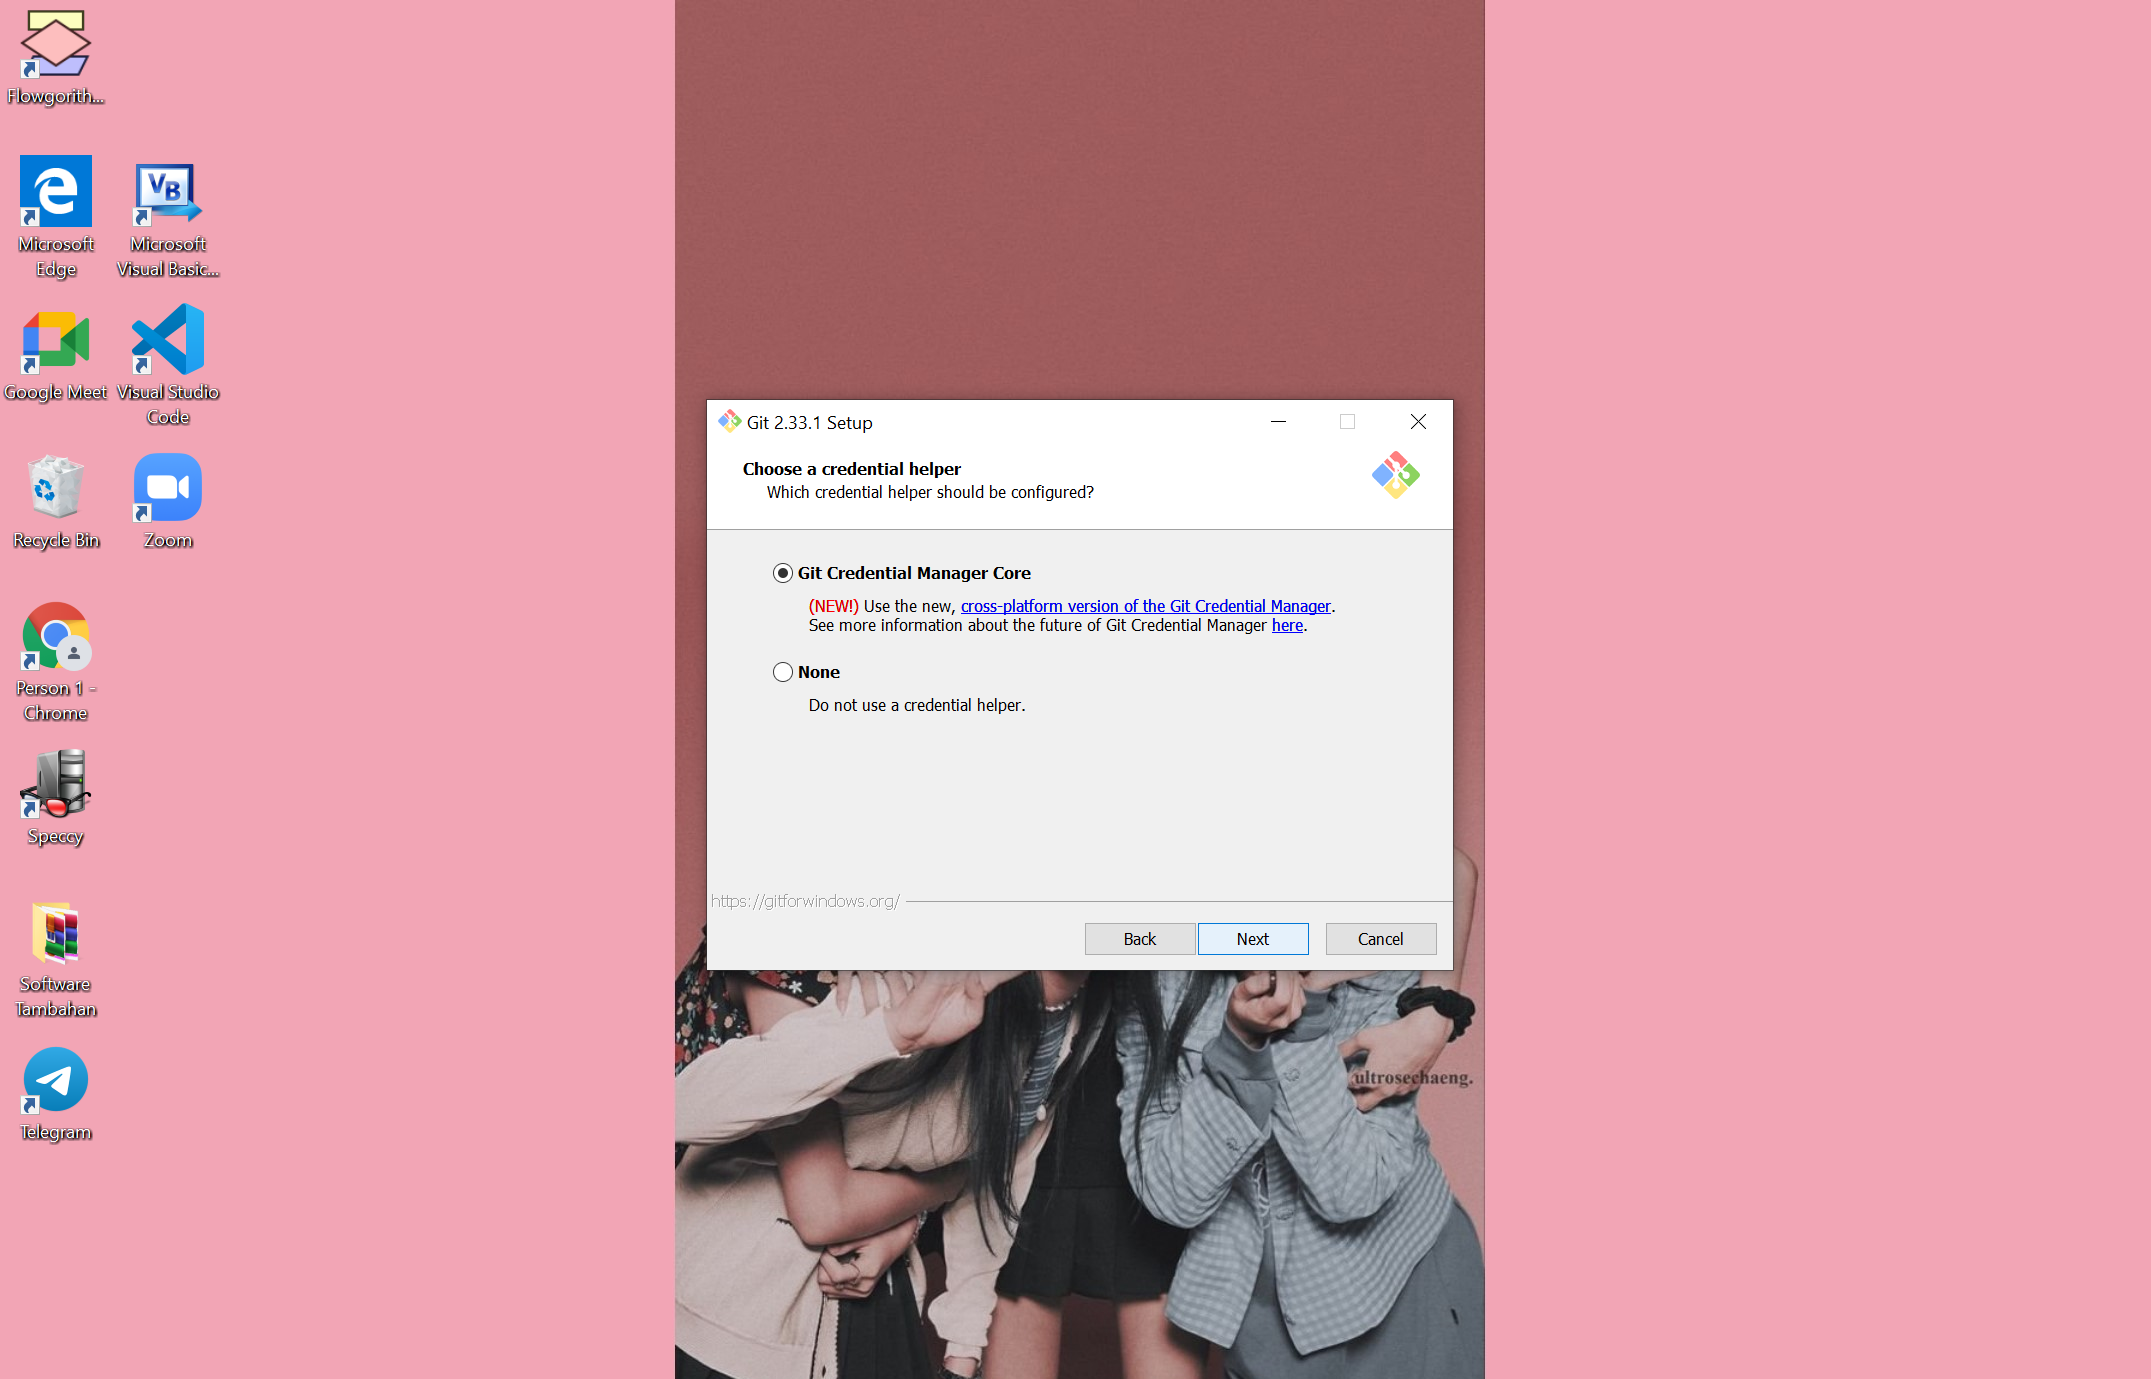 Flowgorith...
Microsoft
Edge
Microsoft
Visual Basic...
Google Meet
Visual Studio
Code
Recycle Bin
Zoom
Person 1 -
Chrome
Speccy
Software
Tambahan
Telegram
Git 2.33.1 Setup
Choose a credential helper
Which credential helper should be configured?
Git Credential Manager Core
(NEW!) Use the new, cross-platform version of the Git Credential Manager.
See more information about the future of Git Credential Manager here.
None
Do not use a credential helper.
https://gitforwindows.org/
Back
Next
Cancel
ultrosechaeng.